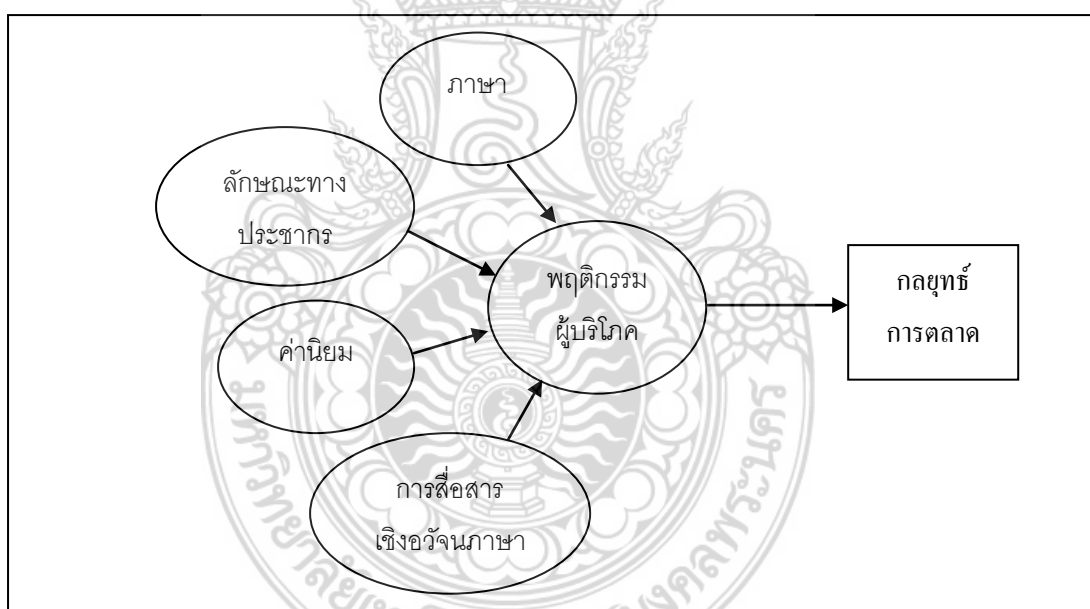 ภาษา
ลักษณะทาง
ประชากร
พฤติกรรม
ผู้บริโภค
กลยุทธ์
การตลาด
ค่านิยม
การสื่อสาร
เชิงอวัจนภาษา